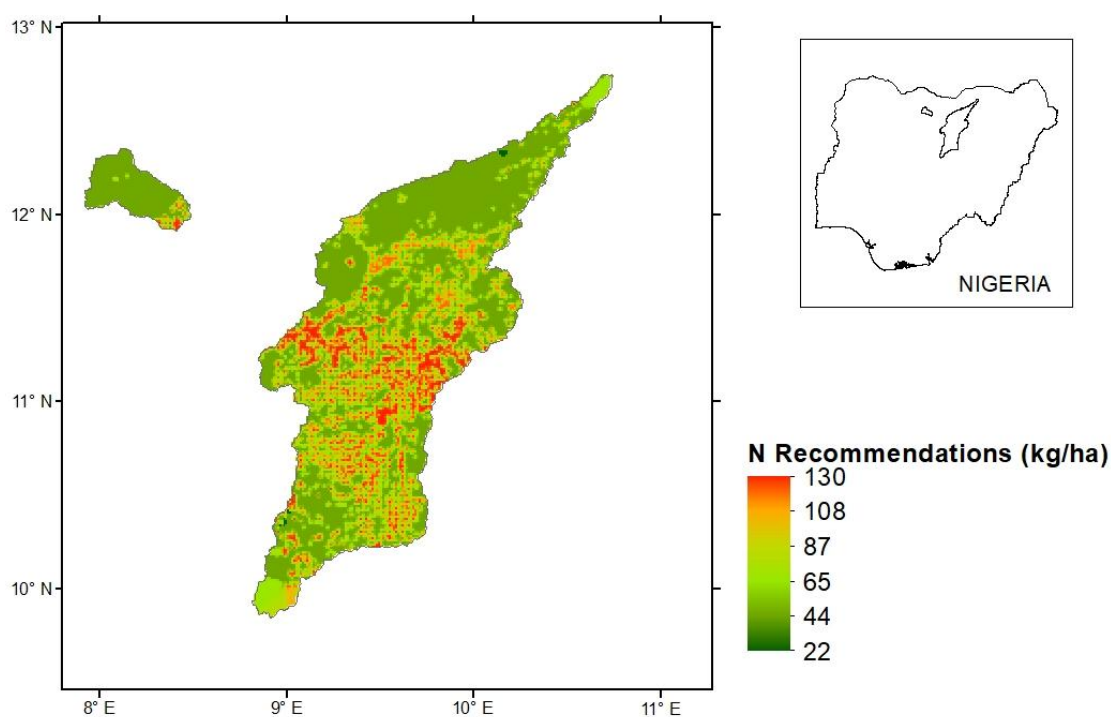 13° N
12° N
11° N
10° N
8° E
9° E
10° E
11° E
NIGERIA
N Recommendations (kg/ha)
130
108
87
65
44
22